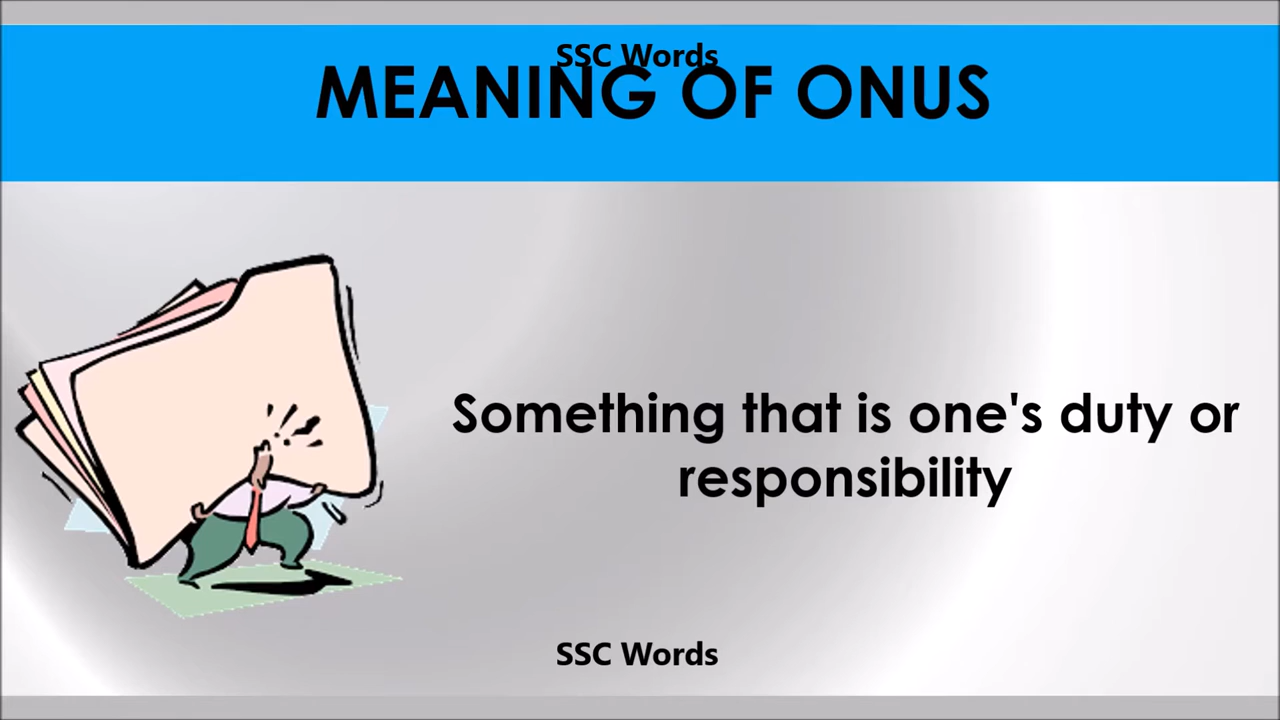 SSC Words
MEANING OF ONUS
Something that is one's duty or
responsibility
SSC Words